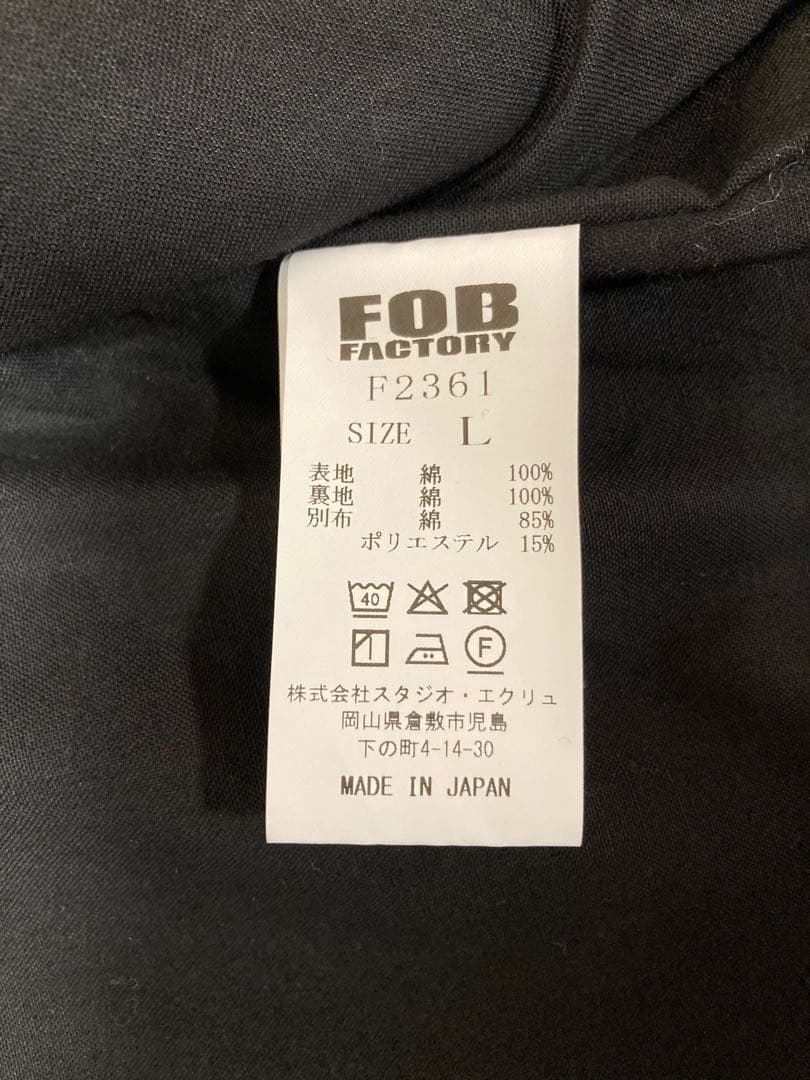 FOB
FACTORY
F2361
SIZE L
表地 綿 100%
裏地 綿 100%
別布 綿 85%
ポリエステル 15%
40
F
株式会社スタジオ・エクリュ
岡山県倉敷市児島
下の町4-14-30
MADE IN JAPAN